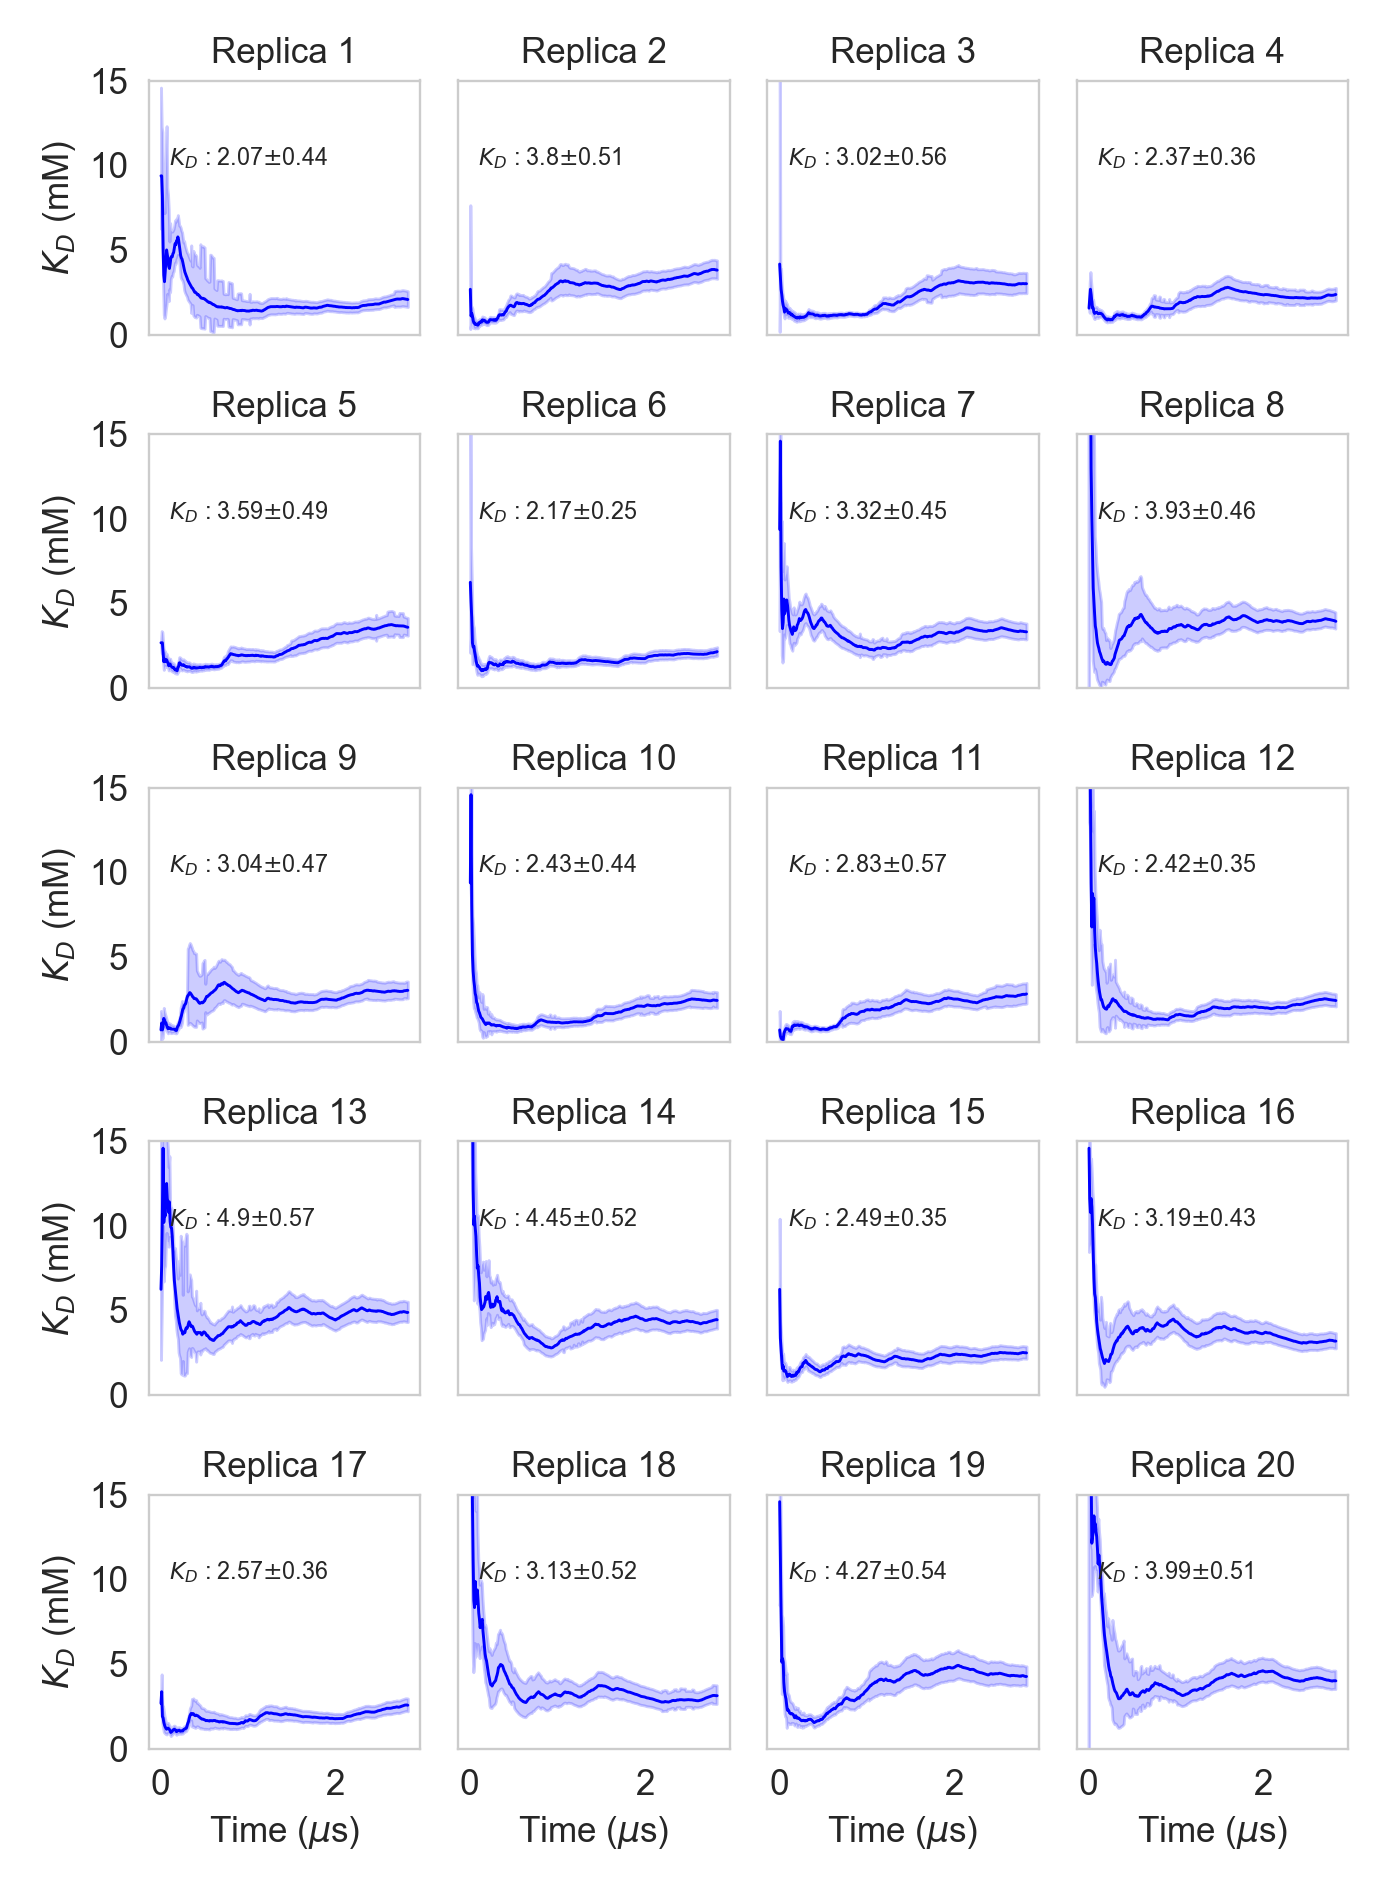 Replica 1 Replica 2 Replica 3 Replica 4
15
10
5
0
K_D (mM)
K_D : 2.07±0.44 K_D : 3.8±0.51 K_D : 3.02±0.56 K_D : 2.37±0.36
Replica 5 Replica 6 Replica 7 Replica 8
15
10
5
0
K_D (mM)
K_D : 3.59±0.49 K_D : 2.17±0.25 K_D : 3.32±0.45 K_D : 3.93±0.46
Replica 9 Replica 10 Replica 11 Replica 12
15
10
5
0
K_D (mM)
K_D : 3.04±0.47 K_D : 2.43±0.44 K_D : 2.83±0.57 K_D : 2.42±0.35
Replica 13 Replica 14 Replica 15 Replica 16
15
10
5
0
K_D (mM)
K_D : 4.9±0.57 K_D : 4.45±0.52 K_D : 2.49±0.35 K_D : 3.19±0.43
Replica 17 Replica 18 Replica 19 Replica 20
15
10
5
0
K_D (mM)
K_D : 2.57±0.36 K_D : 3.13±0.52 K_D : 4.27±0.54 K_D : 3.99±0.51
0 2 0 2 0 2 0 2
Time (μs) Time (μs) Time (μs) Time (μs)